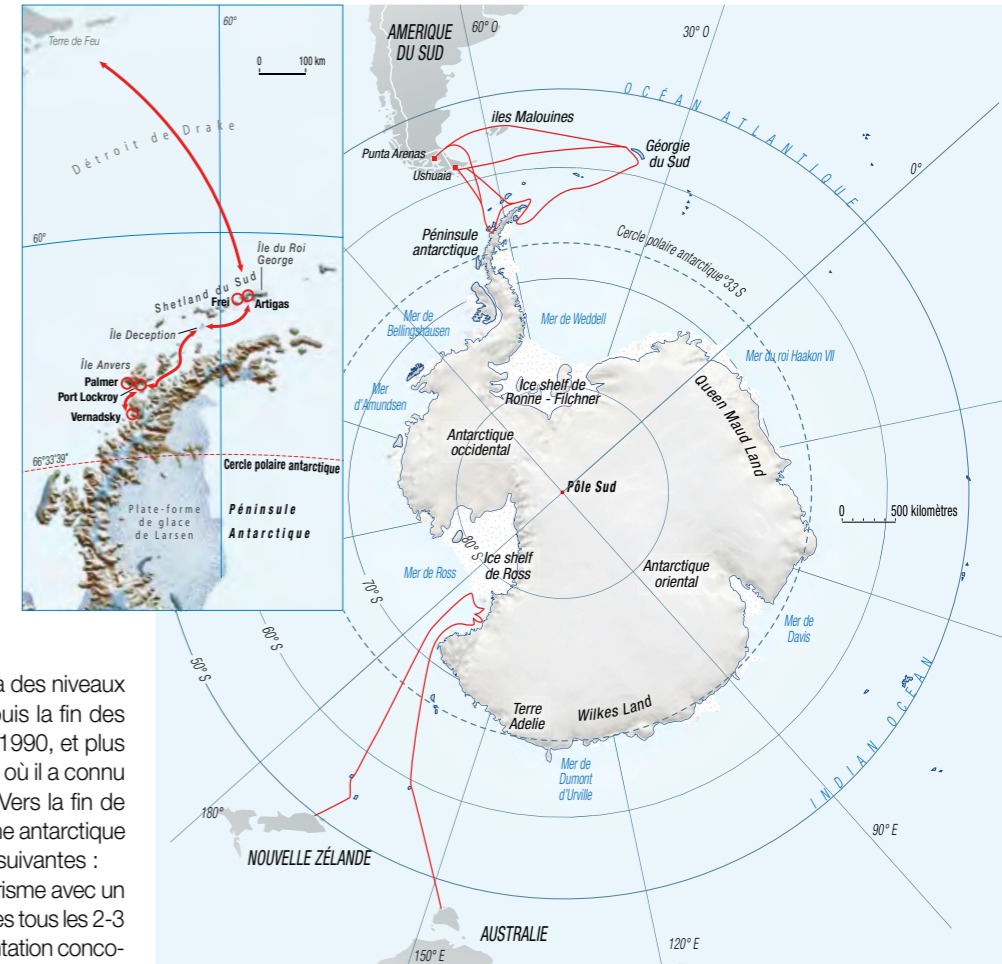 60°
Terre de Feu
0 100 km
Détroit de Drake
60°
Île du Roi
George
Shetland du Sud
Frei
Artigas
Île Deception
Île Anvers
Palmer
Port Lockroy
Vernadsky
66°33'39"
Cercle polaire antarctique
Plate-forme
de glace
de Larsen
Péninsule
Antarctique
AMERIQUE
DU SUD
60° O
30° O
OCÉAN ATLANTIQUE
iles Malouines
Punta Arenas
Ushuaia
Géorgie
du Sud
0°
Péninsule
antarctique
Cercle polaire antarctique°33 S
Mer de
Bellingshausen
Mer de Weddell
Mer du roi Haakon VII
Mer
d'Amundsen
Ice shelf de
Ronne - Filchner
Queen Maud Land
Antarctique
occidental
Pôle Sud
0 500 kilomètres
80° S
Ice shelf
de Ross
Mer de Ross
Antarctique
oriental
70° S
Mer de
Davis
60° S
50° S
Terre
Adelie
Wilkes Land
Mer de
Dumont
d'Urville
INDIAN OCÉAN
180°
90° E
NOUVELLE ZÉLANDE
AUSTRALIE
150° E
120° E
a des niveaux
puis la fin des
1990, et plus
où il a connu
Vers la fin de
ne antarctique
suivantes :
risme avec un
es tous les 2-3
ntation conco-